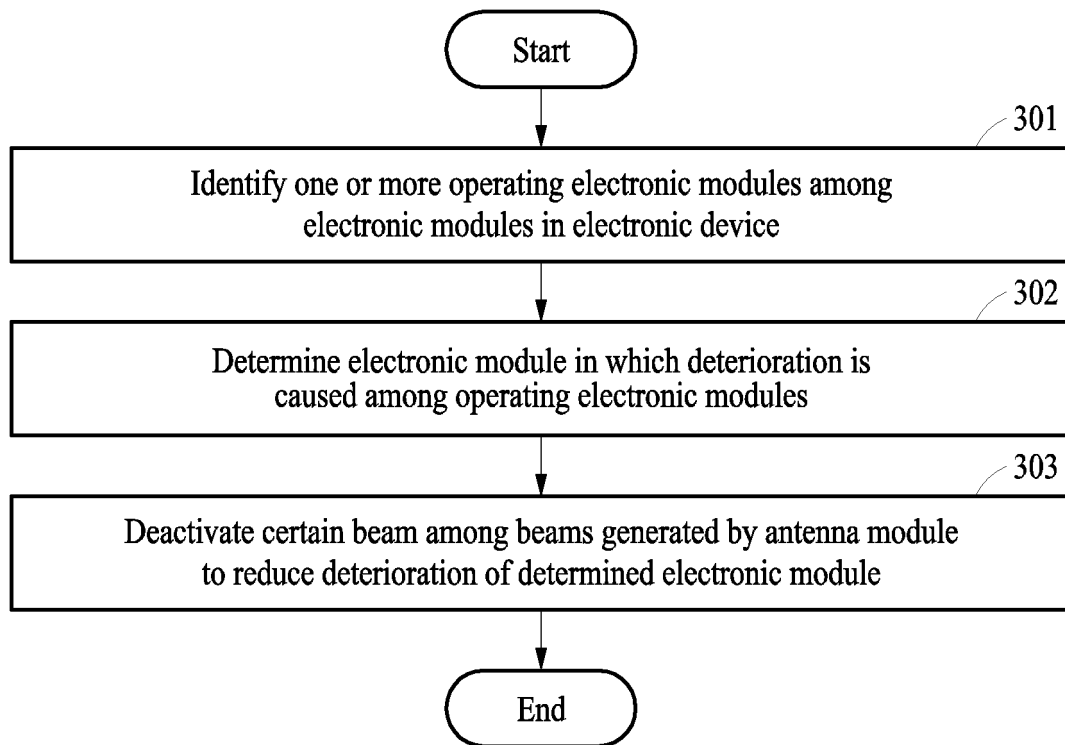 Start
301
Identify one or more operating electronic modules among
electronic modules in electronic device
302
Determine electronic module in which deterioration is
caused among operating electronic modules
303
Deactivate certain beam among beams generated by antenna module
to reduce deterioration of determined electronic module
End